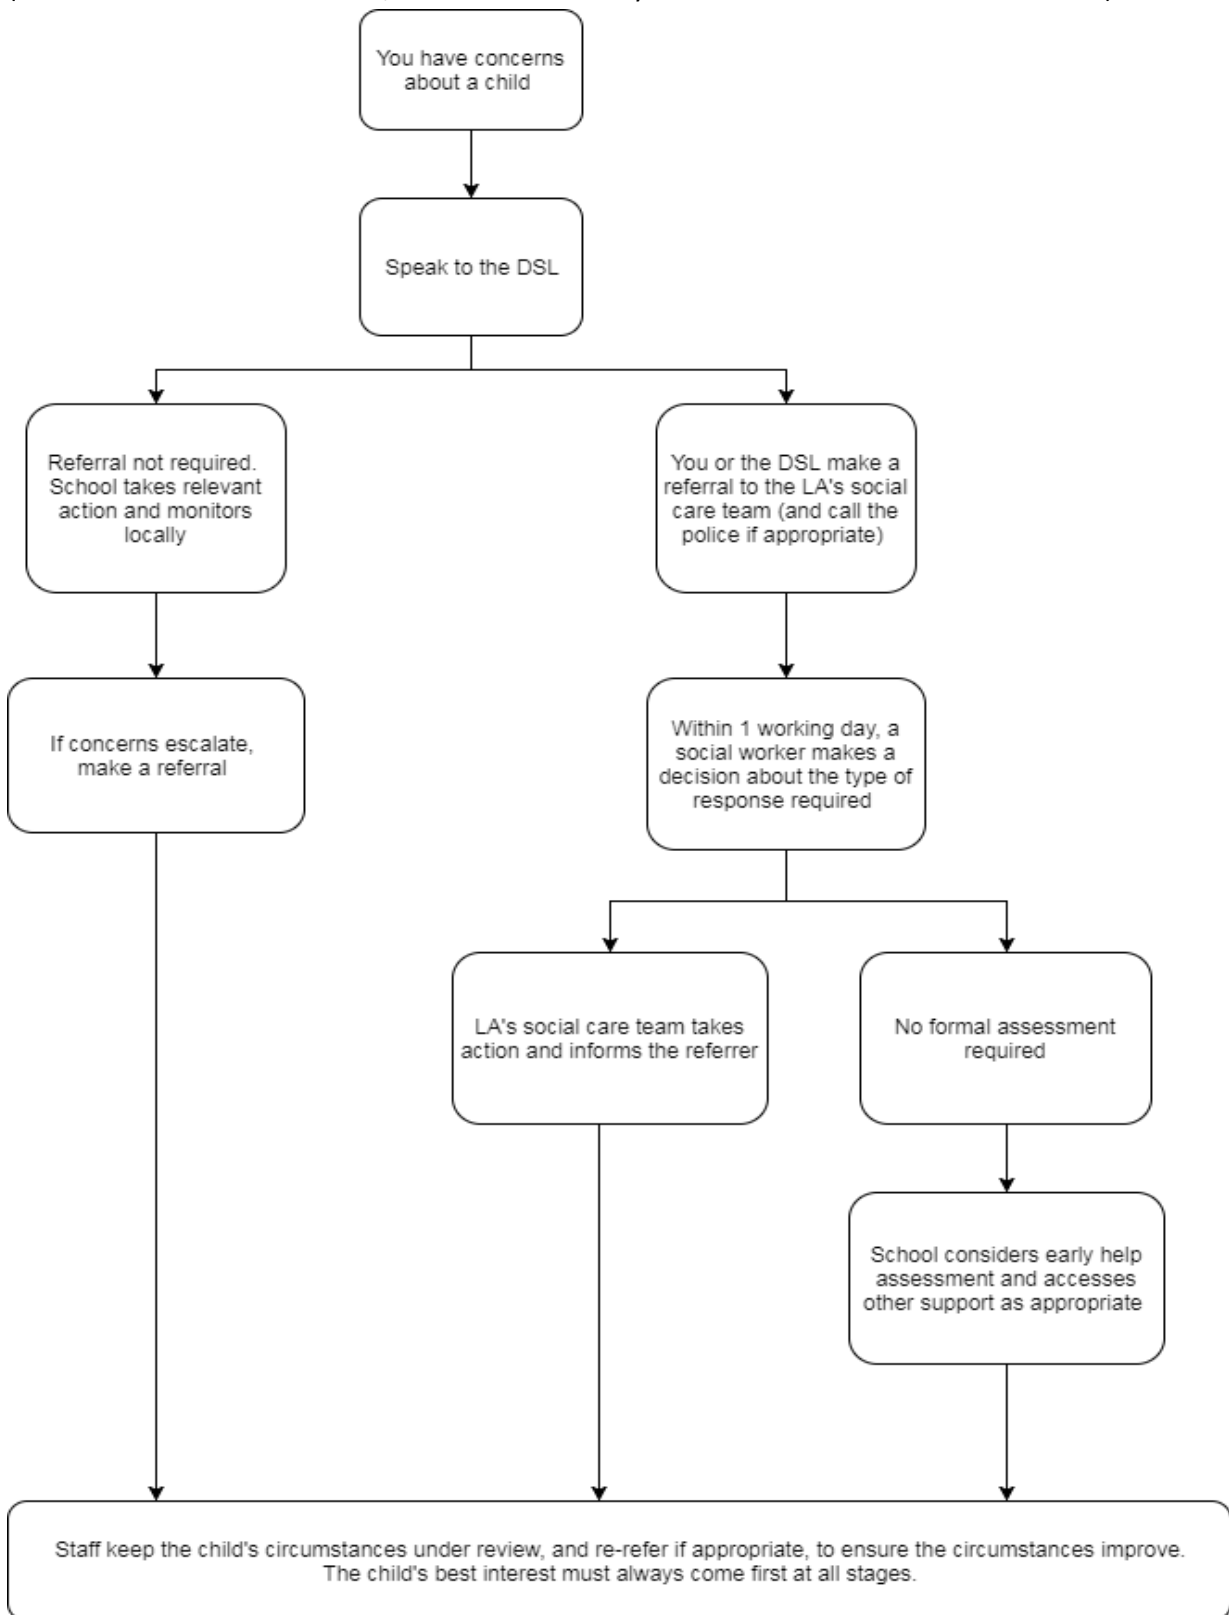 You have concerns
about a child
Speak to the DSL
Referral not required.
School takes relevant
action and monitors
locally
You or the DSL make a
referral to the LA's social
care team (and call the
police if appropriate)
If concerns escalate,
make a referral
Within 1 working day, a
social worker makes a
decision about the type of
response required
LA's social care team takes
action and informs the referrer
No formal assessment
required
School considers early help
assessment and accesses
other support as appropriate
Staff keep the child's circumstances under review, and re-refer if appropriate, to ensure the circumstances improve.
The child's best interest must always come first at all stages.